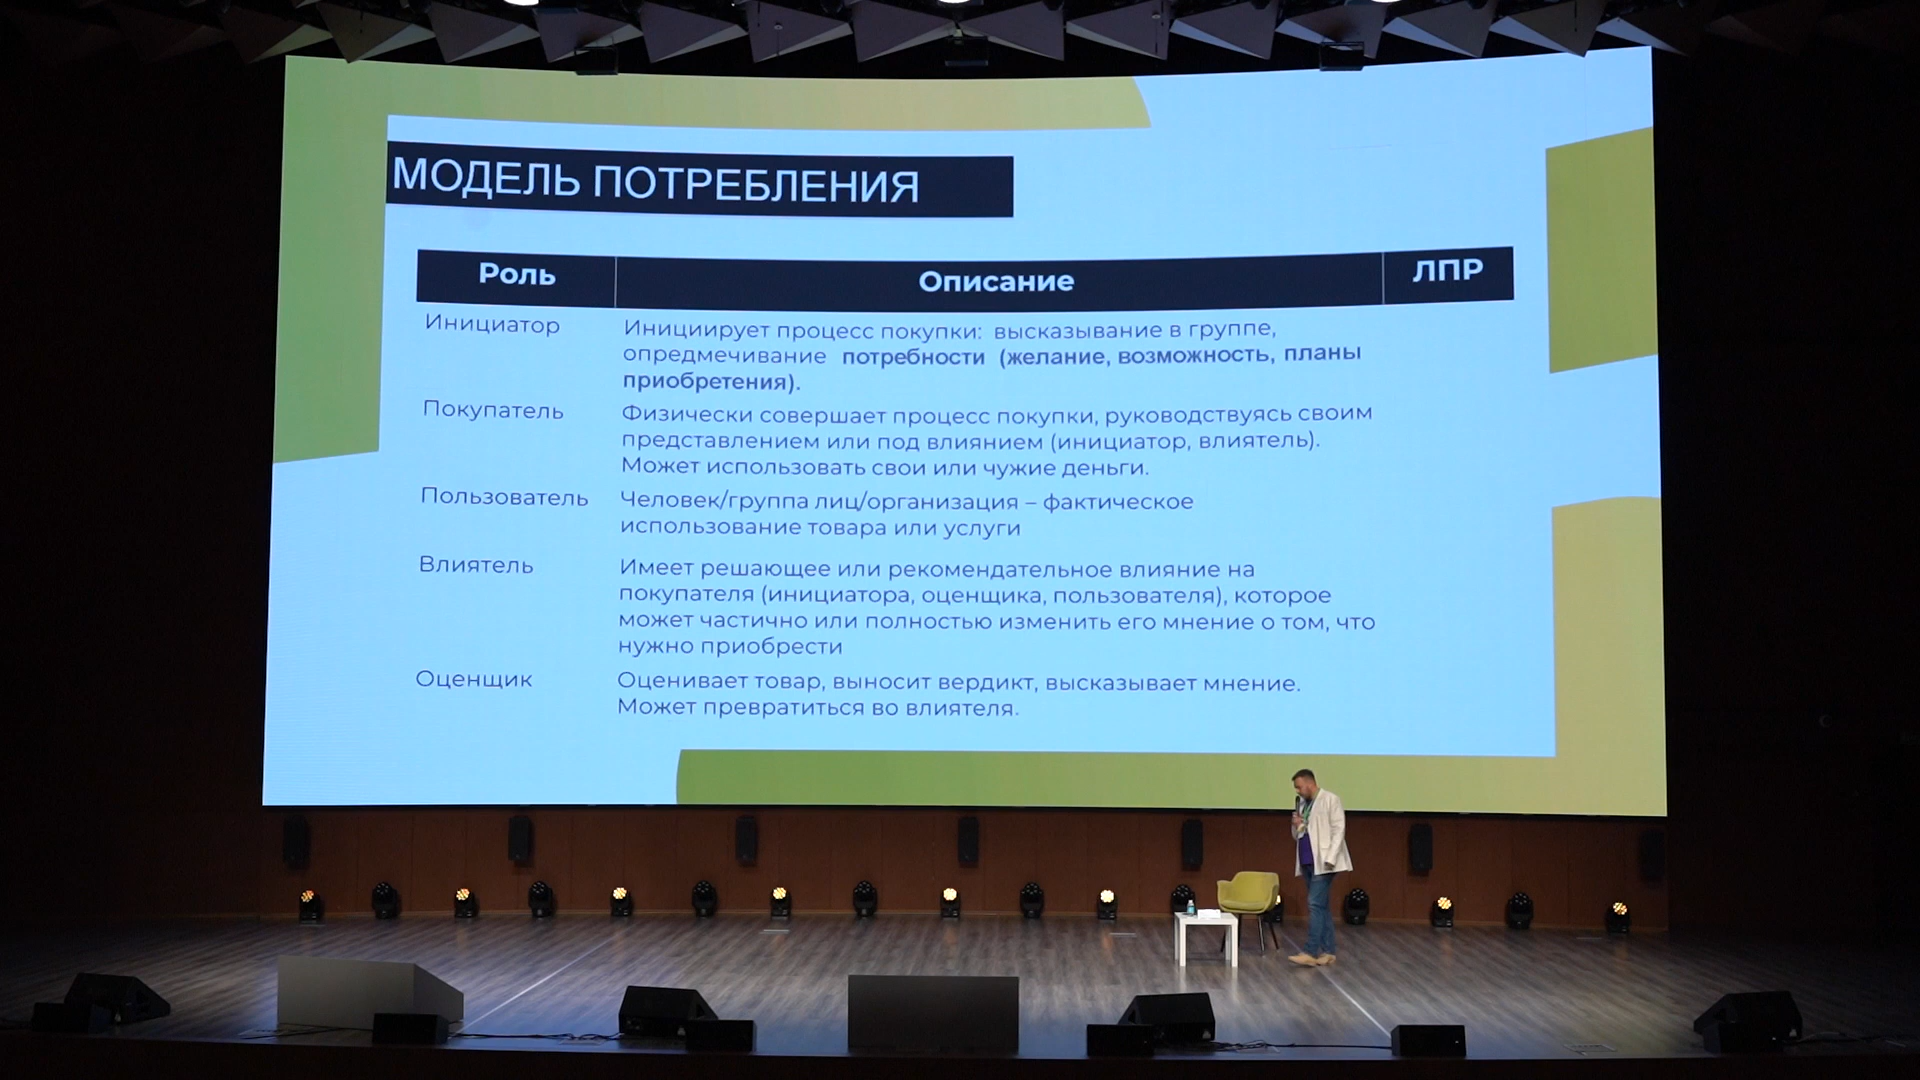 МОДЕЛЬ ПОТРЕБЛЕНИЯ
Роль Описание ЛПР
Инициатор Инициирует процесс покупки: высказывание в группе,
опредмечивание потребности (желание, возможность, планы
приобретения).
Покупатель Физически совершает процесс покупки, руководствуясь своим
представлением или под влиянием (инициатор, влиятель).
Может использовать свои или чужие деньги.
Пользователь Человек/группа лиц/организация – фактическое
использование товара или услуги
Влиятель Имеет решающее или рекомендательное влияние на
покупателя (инициатора, оценщика, пользователя), которое
может частично или полностью изменить его мнение о том, что
нужно приобрести
Оценщик Оценивает товар, выносит вердикт, высказывает мнение.
Может превратиться во влиятеля.